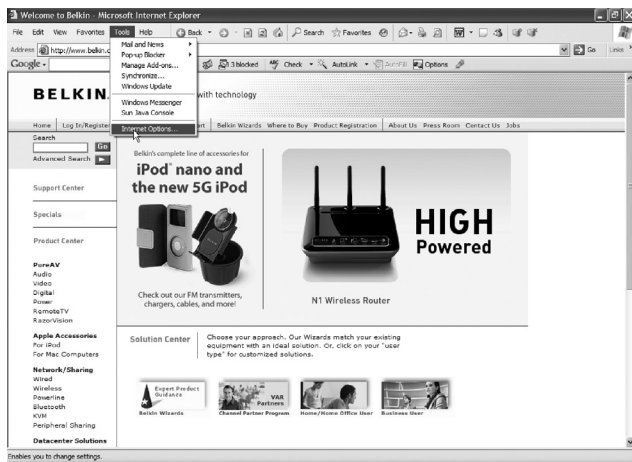 Welcome to Belkin - Microsoft Internet Explorer
File Edit View Favorites Tools Help Back Search Favorites
Address http://www.belkin.c Go Links
Mail and News
Pop-up Blocker
Manage Add-ons...
Synchronize...
Windows Update
Windows Messenger
Sun Java Console
Internet Options...
Google 3 blocked Check AutoLink AutoFill Options
BELKIN. with technology
Home Log In/Register Belkin Wizards Where to Buy Product Registration About Us Press Room Contact Us Jobs
Search
Go
Advanced Search
Support Center
Specials
Product Center
PureAV
Audio
Video
Digital
Power
RemoteTV
RazorVision
Apple Accessories
For iPod
For Mac Computers
Network/Sharing
Wired
Wireless
Powerline
Bluetooth
KVM
Peripheral Sharing
Datacenter Solutions
Belkin's complete line of accessories for
iPod® nano and
the new 5G iPod
Check out our FM transmitters,
chargers, cables, and more!
HIGH
Powered
N1 Wireless Router
Solution Center
Choose your approach. Our Wizards match your existing
equipment with an ideal solution. Or, click on your "user
type" for customized solutions.
Expert Product
Guidance
VAR
Partners
Belkin Wizards
Channel Partner Program
Home/Home Office User
Business User
Enables you to change settings.